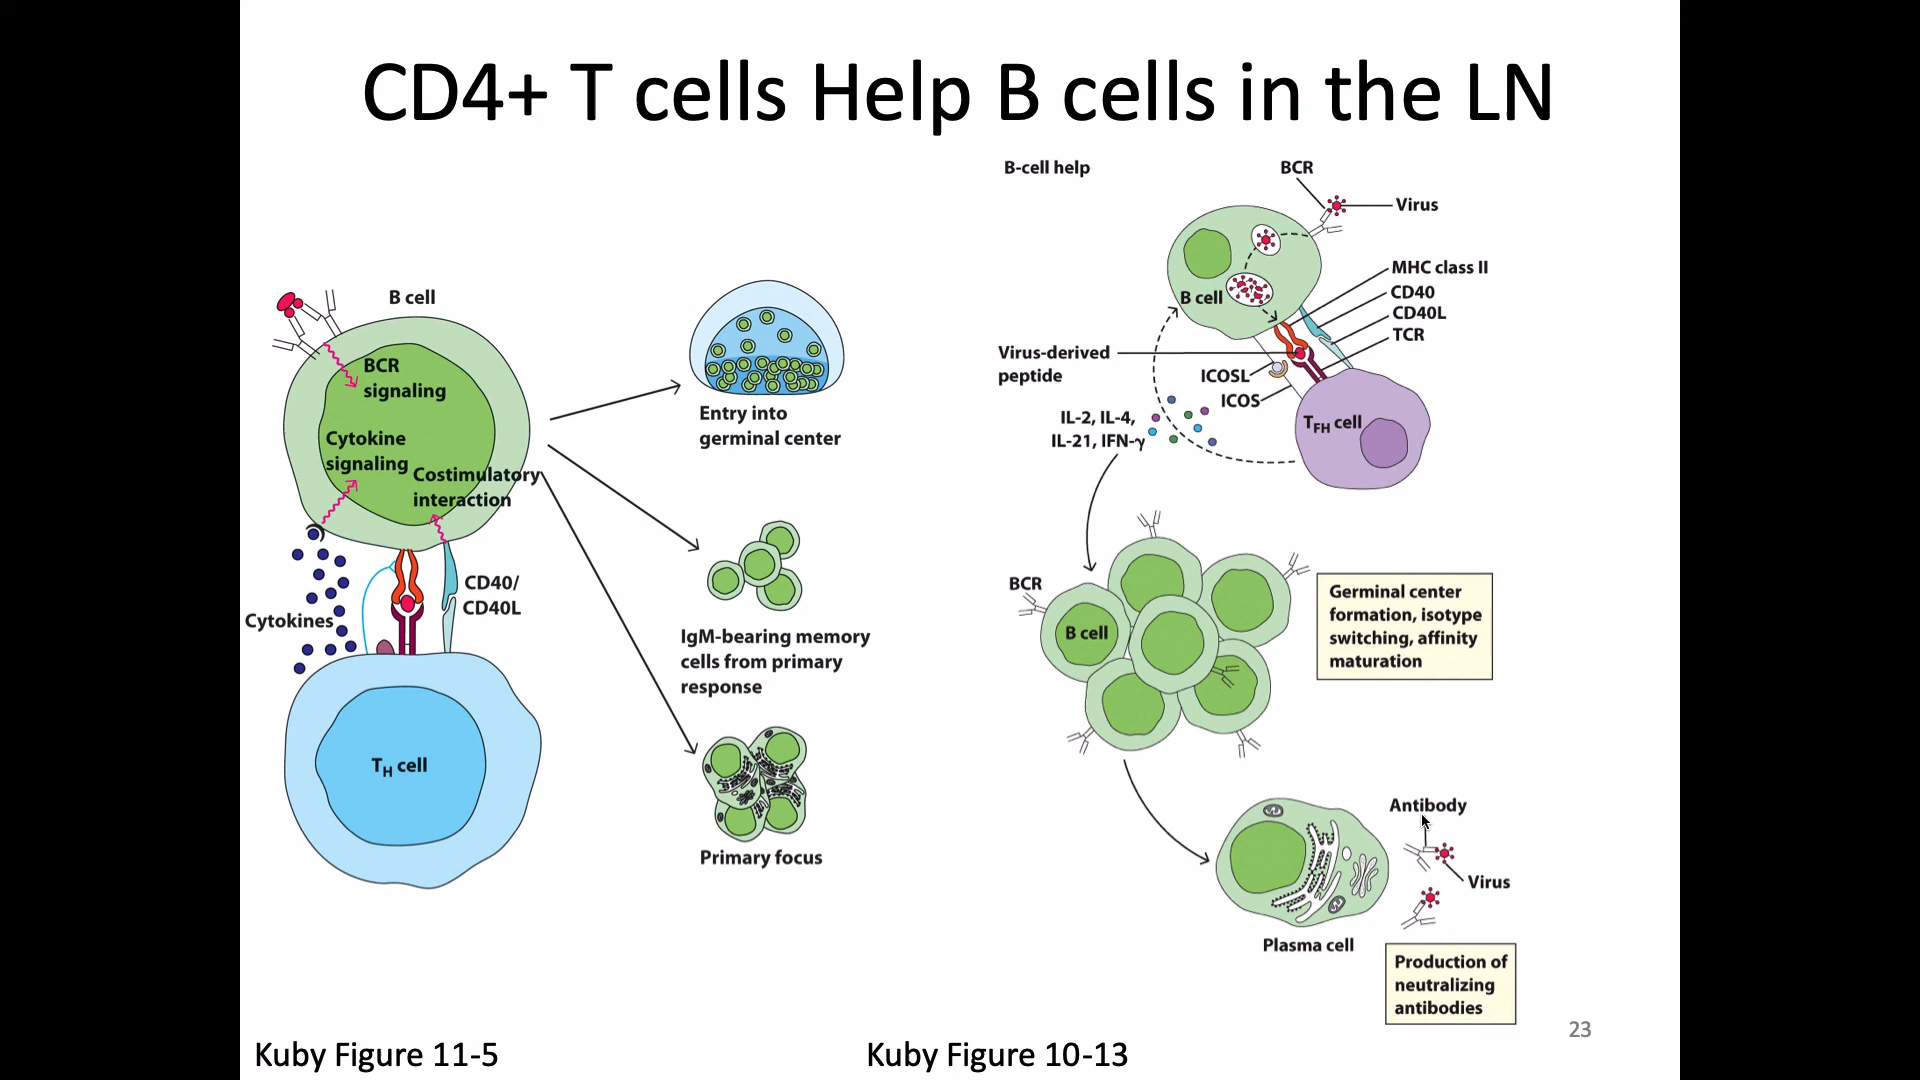 CD4+ T cells Help B cells in the LN
B cell
BCR
signaling
Cytokine
signaling
Costimulatory
interaction
Cytokines
CD40/
CD40L
TH cell
Entry into
germinal center
IgM-bearing memory
cells from primary
response
Primary focus
Kuby Figure 11-5
B-cell help
BCR
Virus
MHC class II
CD40
CD40L
TCR
B cell
Virus-derived
peptide
ICOSL
ICOS
TFH cell
IL-2, IL-4,
IL-21, IFN-γ
BCR
B cell
Germinal center
formation, isotype
switching, affinity
maturation
Antibody
Virus
Plasma cell
Production of
neutralizing
antibodies
Kuby Figure 10-13
23